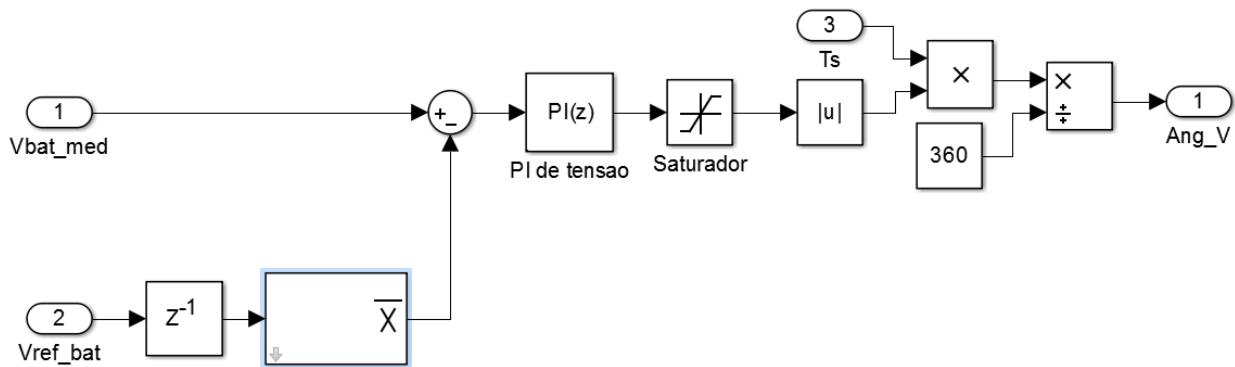 3
Ts
1
Vbat_med
+
-
PI(z)
PI de tensao
Saturador
|u|
×
360
×
÷
1
Ang_V
2
Vref_bat
Z-1
X